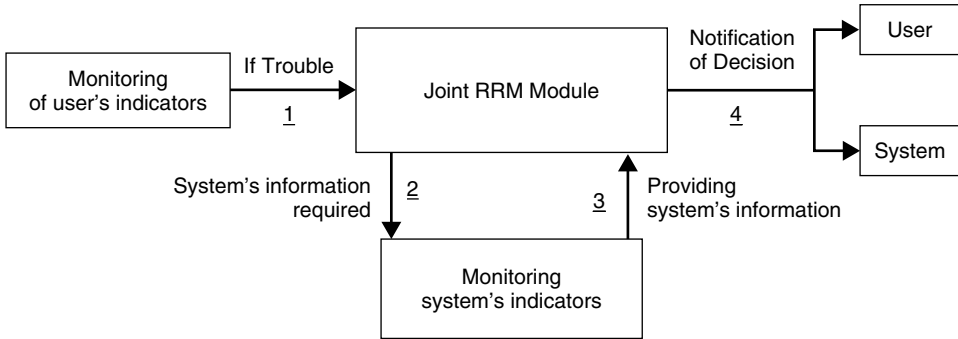 Monitoring
of user's indicators
If Trouble
1
Joint RRM Module
Notification
of Decision
4
User
System
System's information
required
2
3
Providing
system's information
Monitoring
system's indicators